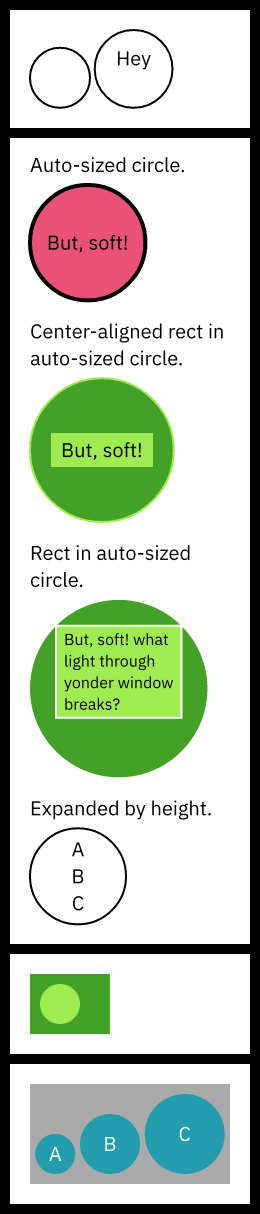 Hey
Auto-sized circle.
But, soft!
Center-aligned rect in
auto-sized circle.
But, soft!
Rect in auto-sized
circle.
But, soft! what
light through
yonder window
breaks?
Expanded by height.
A
B
C
A
B
C